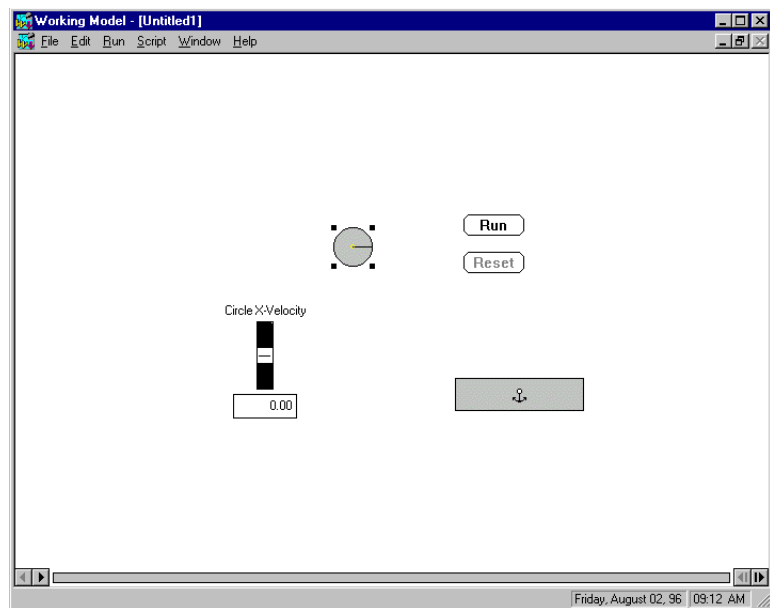 Working Model - [Untitled1]
File Edit Run Script Window Help
Run
Reset
Circle X-Velocity
0.00
Friday, August 02, 96 09:12 AM